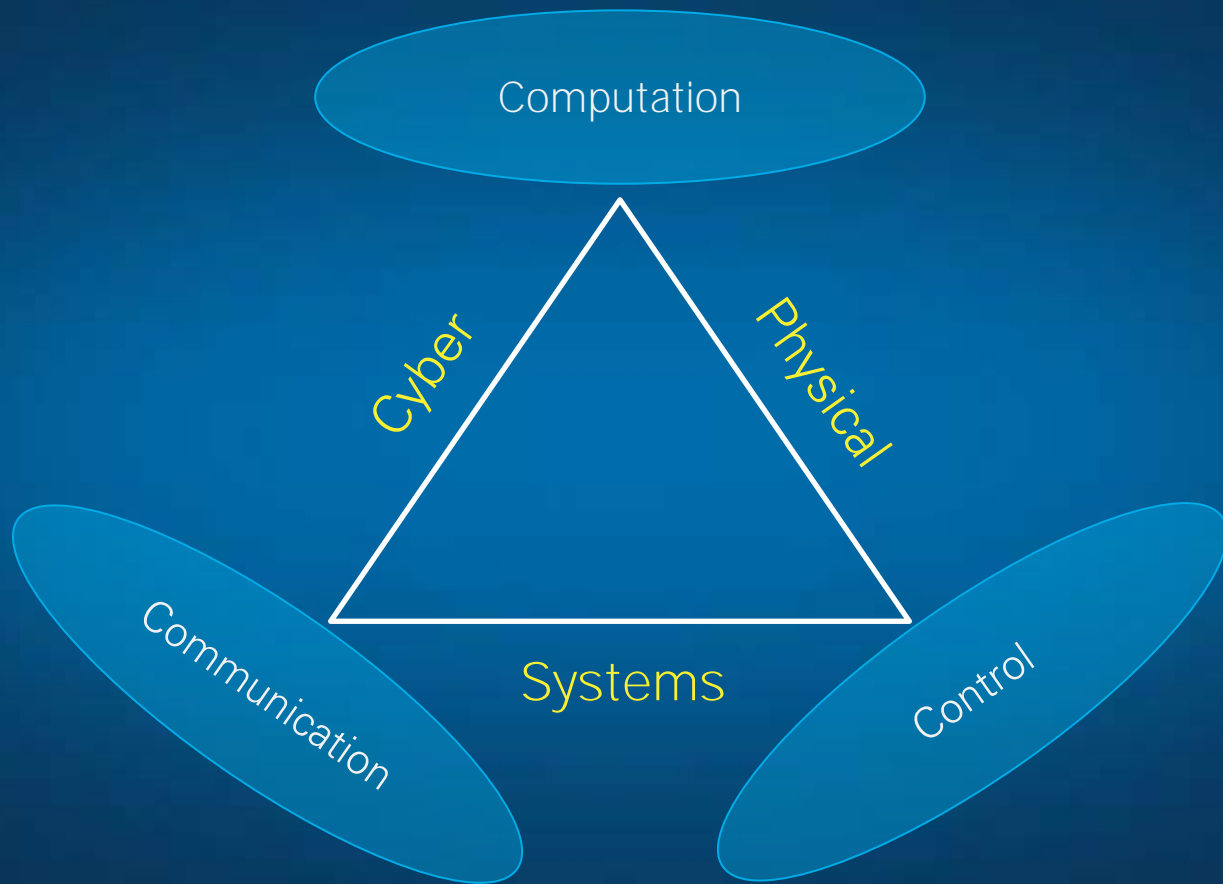 Computation
Cyber
Physical
Systems
Communication
Control